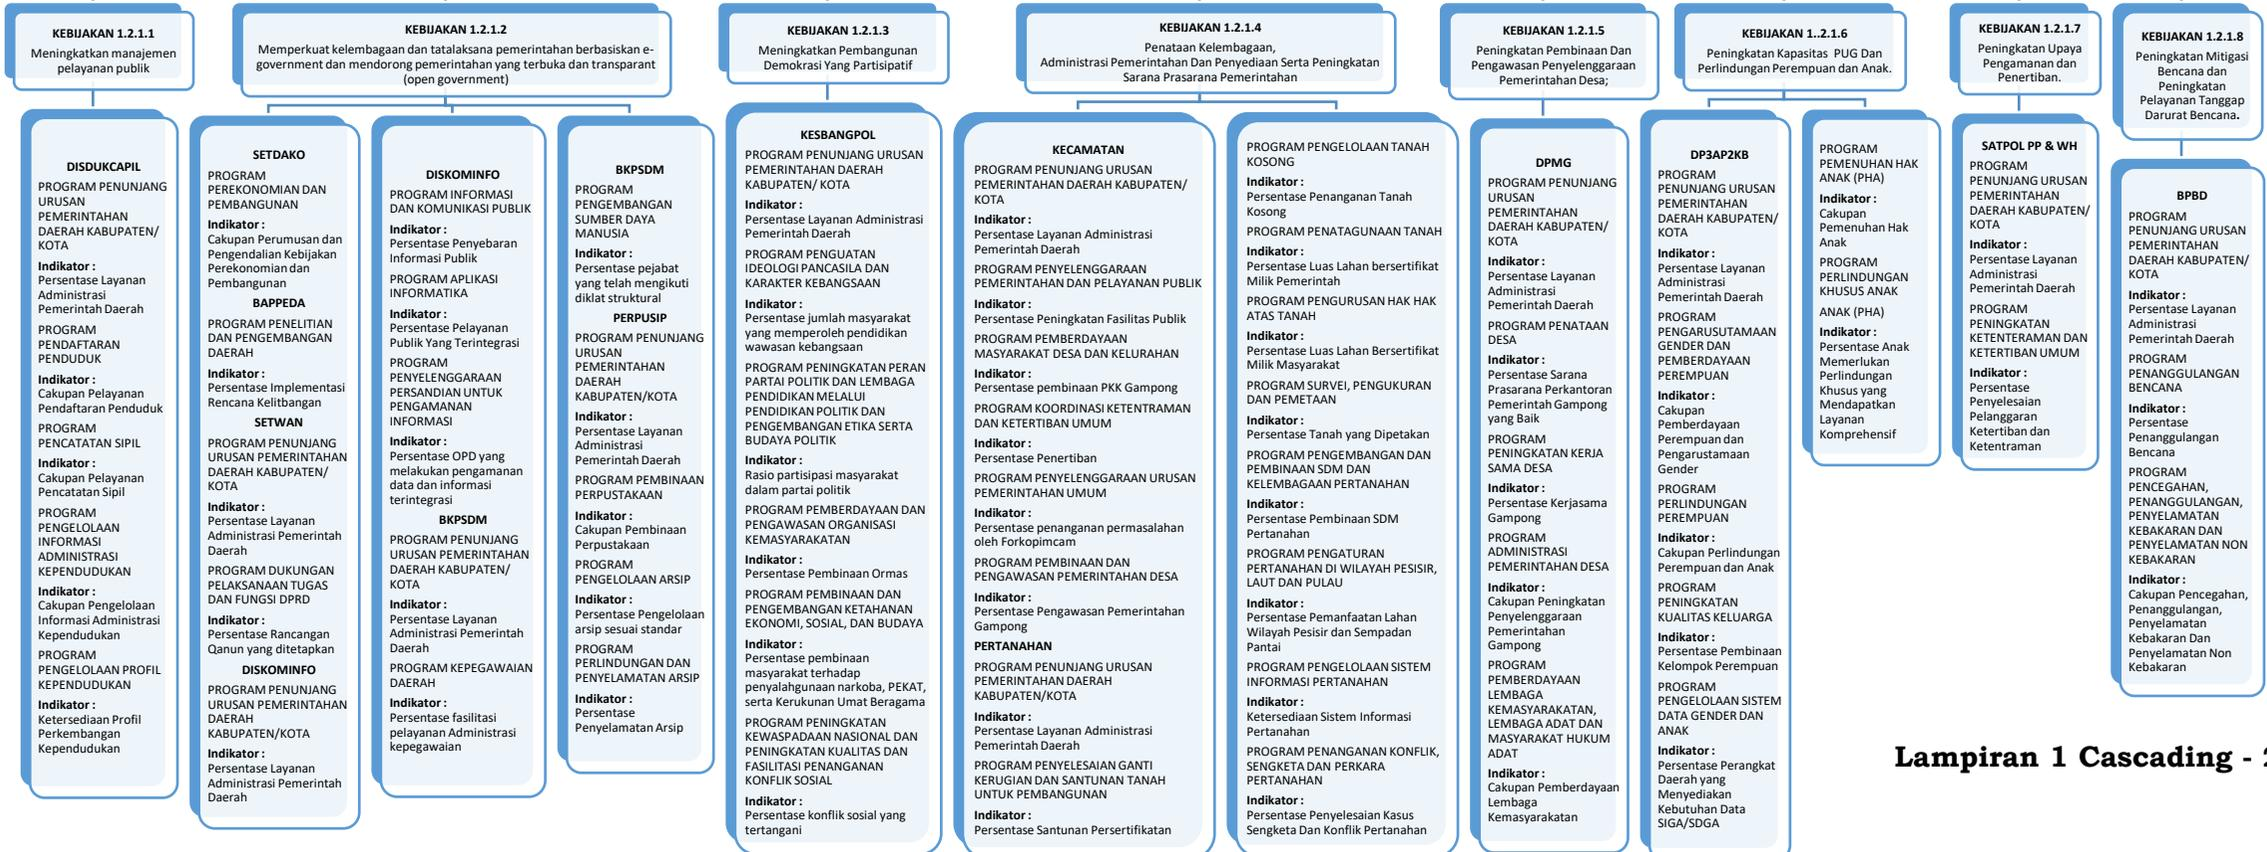 KEBIJAKAN 1.2.1.1
Meningkatkan manajemen
pelayanan publik
KEBIJAKAN 1.2.1.2
Memperkuat kelembagaan dan tatalaksana pemerintahan berbasiskan e-
government dan mendorong pemerintahan yang terbuka dan transparant
(open government)
KEBIJAKAN 1.2.1.3
Meningkatkan Pembangunan
Demokrasi Yang Partisipatif
KEBIJAKAN 1.2.1.4
Penataan Kelembagaan,
Administrasi Pemerintahan Dan Penyediaan Serta Peningkatan
Sarana Prasarana Pemerintahan
KEBIJAKAN 1.2.1.5
Peningkatan Pembinaan Dan
Pengawasan Penyelenggaraan
Pemerintahan Desa;
KEBIJAKAN 1..2.1.6
Peningkatan Kapasitas PUG Dan
Perlindungan Perempuan dan Anak.
KEBIJAKAN 1.2.1.7
Peningkatan Upaya
Pengamanan dan
Penertiban.
KEBIJAKAN 1.2.1.8
Peningkatan Mitigasi
Bencana dan
Peningkatan
Pelayanan Tanggap
Darurat Bencana.
DISDUKCAPIL
PROGRAM PENUNJANG
URUSAN
PEMERINTAHAN
DAERAH KABUPATEN/
KOTA
Indikator :
Persentase Layanan
Administrasi
Pemerintah Daerah
PROGRAM
PENDAFTARAN
PENDUDUK
Indikator :
Cakupan Pelayanan
Pendaftaran Penduduk
PROGRAM
PENCATATAN SIPIL
Indikator :
Cakupan Pelayanan
Pencatatan Sipil
PROGRAM
PENGELOLAAN
INFORMASI
ADMINISTRASI
KEPENDUDUKAN
Indikator :
Cakupan Pengelolaan
Informasi Administrasi
Kependudukan
PROGRAM
PENGELOLAAN PROFIL
KEPENDUDUKAN
Indikator :
Ketersediaan Profil
Perkembangan
Kependudukan
SETDAKO
PROGRAM
PEREKONOMIAN DAN
PEMBANGUNAN
Indikator :
Cakupan Perumusan dan
Pengendalian Kebijakan
Perekonomian dan
Pembangunan
BAPPEDA
PROGRAM PENELITIAN
DAN PENGEMBANGAN
DAERAH
Indikator :
Persentase Implementasi
Rencana Kelitbangan
SETWAN
PROGRAM PENUNJANG
URUSAN PEMERINTAHAN
DAERAH KABUPATEN/
KOTA
Indikator :
Persentase Layanan
Administrasi Pemerintah
Daerah
PROGRAM DUKUNGAN
PELAKSANAAN TUGAS
DAN FUNGSI DPRD
Indikator :
Persentase Rancangan
Qanun yang ditetapkan
DISKOMINFO
PROGRAM PENUNJANG
URUSAN PEMERINTAHAN
DAERAH
KABUPATEN/KOTA
Indikator :
Persentase Layanan
Administrasi Pemerintah
Daerah
DISKOMINFO
PROGRAM INFORMASI
DAN KOMUNIKASI PUBLIK
Indikator :
Persentase Penyebaran
Informasi Publik
PROGRAM APLIKASI
INFORMATIKA
Indikator :
Persentase Pelayanan
Publik Yang Terintegrasi
PROGRAM
PENYELENGGARAAN
PERSANDIAN UNTUK
PENGAMANAN
INFORMASI
Indikator :
Persentase OPD yang
melakukan pengamanan
data dan informasi
terintegrasi
BKPSDM
PROGRAM PENUNJANG
URUSAN PEMERINTAHAN
DAERAH KABUPATEN/
KOTA
Indikator :
Persentase Layanan
Administrasi Pemerintah
Daerah
PROGRAM KEPEGAWAIAN
DAERAH
Indikator :
Persentase fasilitasi
pelayanan Administrasi
kepegawaian
BKPSDM
PROGRAM
PENGEMBANGAN
SUMBER DAYA
MANUSIA
Indikator :
Persentase pejabat
yang telah mengikuti
diklat struktural
PERPUSIP
PROGRAM PENUNJANG
URUSAN
PEMERINTAHAN
DAERAH
KABUPATEN/KOTA
Indikator :
Persentase Layanan
Administrasi
Pemerintah Daerah
PROGRAM PEMBINAAN
PERPUSTAKAAN
Indikator :
Cakupan Pembinaan
Perpustakaan
PROGRAM
PENGELOLAAN ARSIP
Indikator :
Persentase Pengelolaan
arsip sesuai standar
PROGRAM
PERLINDUNGAN DAN
PENYELAMATAN ARSIP
Indikator :
Persentase
Penyelamatan Arsip
KESBANGPOL
PROGRAM PENUNJANG URUSAN
PEMERINTAHAN DAERAH
KABUPATEN/ KOTA
Indikator :
Persentase Layanan Administrasi
Pemerintah Daerah
PROGRAM PENGUATAN
IDEOLOGI PANCASILA DAN
KARAKTER KEBANGSAAN
Indikator :
Persentase jumlah masyarakat
yang memperoleh pendidikan
wawasan kebangsaan
PROGRAM PENINGKATAN PERAN
PARTAI POLITIK DAN LEMBAGA
PENDIDIKAN MELALUI
PENDIDIKAN POLITIK DAN
PENGEMBANGAN ETIKA SERTA
BUDAYA POLITIK
Indikator :
Rasio partisipasi masyarakat
dalam partai politik
PROGRAM PEMBERDAYAAN DAN
PENGAWASAN ORGANISASI
KEMASYARAKATAN
Indikator :
Persentase Pembinaan Ormas
PROGRAM PEMBINAAN DAN
PENGEMBANGAN KETAHANAN
EKONOMI, SOSIAL, DAN BUDAYA
Indikator :
Persentase pembinaan
masyarakat terhadap
penyalahgunaan narkoba, PEKAT,
serta Kerukunan Umat Beragama
PROGRAM PENINGKATAN
KEWASPADAAN NASIONAL DAN
PENINGKATAN KUALITAS DAN
FASILITASI PENANGANAN
KONFLIK SOSIAL
Indikator :
Persentase konflik sosial yang
tertangani
KECAMATAN
PROGRAM PENUNJANG URUSAN
PEMERINTAHAN DAERAH KABUPATEN/
KOTA
Indikator :
Persentase Layanan Administrasi
Pemerintah Daerah
PROGRAM PENYELENGGARAAN
PEMERINTAHAN DAN PELAYANAN PUBLIK
Indikator :
Persentase Peningkatan Fasilitas Publik
PROGRAM PEMBERDAYAAN
MASYARAKAT DESA DAN KELURAHAN
Indikator :
Persentase pembinaan PKK Gampong
PROGRAM KOORDINASI KETENTRAMAN
DAN KETERTIBAN UMUM
Indikator :
Persentase Penertiban
PROGRAM PENYELENGGARAAN URUSAN
PEMERINTAHAN UMUM
Indikator :
Persentase penanganan permasalahan
oleh Forkopimcam
PROGRAM PEMBINAAN DAN
PENGAWASAN PEMERINTAHAN DESA
Indikator :
Persentase Pengawasan Pemerintahan
Gampong
PERTANAHAN
PROGRAM PENUNJANG URUSAN
PEMERINTAHAN DAERAH
KABUPATEN/KOTA
Indikator :
Persentase Layanan Administrasi
Pemerintah Daerah
PROGRAM PENYELESAIAN GANTI
KERUGIAN DAN SANTUNAN TANAH
UNTUK PEMBANGUNAN
Indikator :
Persentase Santunan Persertifikatan
PROGRAM PENGELOLAAN TANAH
KOSONG
Indikator :
Persentase Penanganan Tanah
Kosong
PROGRAM PENATAGUNAAN TANAH
Indikator :
Persentase Luas Lahan bersertifikat
Milik Pemerintah
PROGRAM PENGURUSAN HAK HAK
ATAS TANAH
Indikator :
Persentase Luas Lahan Bersertifikat
Milik Masyarakat
PROGRAM SURVEI, PENGUKURAN
DAN PEMETAAN
Indikator :
Persentase Tanah yang Dipetakan
PROGRAM PENGEMBANGAN DAN
PEMBINAAN SDM DAN
KELEMBAGAAN PERTANAHAN
Indikator :
Persentase Pembinaan SDM
Pertanahan
PROGRAM PENGATURAN
PERTANAHAN DI WILAYAH PESISIR,
LAUT DAN PULAU
Indikator :
Persentase Pemanfaatan Lahan
Wilayah Pesisir dan Sempadan
Pantai
PROGRAM PENGELOLAAN SISTEM
INFORMASI PERTANAHAN
Indikator :
Ketersediaan Sistem Informasi
Pertanahan
PROGRAM PENANGANAN KONFLIK,
SENGKETA DAN PERKARA
PERTANAHAN
Indikator :
Persentase Penyelesaian Kasus
Sengketa Dan Konflik Pertanahan
DPMG
PROGRAM PENUNJANG
URUSAN
PEMERINTAHAN
DAERAH KABUPATEN/
KOTA
Indikator :
Persentase Layanan
Administrasi
Pemerintah Daerah
PROGRAM PENATAAN
DESA
Indikator :
Persentase Sarana
Prasarana Perkantoran
Pemerintah Gampong
yang Baik
PROGRAM
PENINGKATAN KERJA
SAMA DESA
Indikator :
Persentase Kerjasama
Gampong
PROGRAM
ADMINISTRASI
PEMERINTAHAN DESA
Indikator :
Cakupan Peningkatan
Penyelenggaraan
Pemerintahan
Gampong
PROGRAM
PEMBERDAYAAN
LEMBAGA
KEMASYARAKATAN,
LEMBAGA ADAT DAN
MASYARAKAT HUKUM
ADAT
Indikator :
Cakupan Pemberdayaan
Lembaga
Kemasyarakatan
DP3AP2KB
PROGRAM
PENUNJANG URUSAN
PEMERINTAHAN
DAERAH KABUPATEN/
KOTA
Indikator :
Persentase Layanan
Administrasi
Pemerintah Daerah
PROGRAM
PENGARUSUTAMAAN
GENDER DAN
PEMBERDAYAAN
PEREMPUAN
Indikator :
Cakupan
Pemberdayaan
Perempuan dan
Pengarustamaan
Gender
PROGRAM
PERLINDUNGAN
PEREMPUAN
Indikator :
Cakupan Perlindungan
Perempuan dan Anak
PROGRAM
PENINGKATAN
KUALITAS KELUARGA
Indikator :
Persentase Pembinaan
Kelompok Perempuan
PROGRAM
PENGELOLAAN SISTEM
DATA GENDER DAN
ANAK
Indikator :
Persentase Perangkat
Daerah yang
Menyediakan
Kebutuhan Data
SIGA/SDGA
PROGRAM
PEMENUHAN HAK
ANAK (PHA)
Indikator :
Cakupan
Pemenuhan Hak
Anak
PROGRAM
PERLINDUNGAN
KHUSUS ANAK
ANAK (PHA)
Indikator :
Persentase Anak
Memerlukan
Perlindungan
Khusus yang
Mendapatkan
Layanan
Komprehensif
SATPOL PP & WH
PROGRAM
PENUNJANG URUSAN
PEMERINTAHAN
DAERAH KABUPATEN/
KOTA
Indikator :
Persentase Layanan
Administrasi
Pemerintah Daerah
PROGRAM
PENINGKATAN
KETENTERAMAN DAN
KETERTIBAN UMUM
Indikator :
Persentase
Penyelesaian
Pelanggaran
Ketertiban dan
Ketentraman
BPBD
PROGRAM
PENUNJANG URUSAN
PEMERINTAHAN
DAERAH KABUPATEN/
KOTA
Indikator :
Persentase Layanan
Administrasi
Pemerintah Daerah
PROGRAM
PENANGGULANGAN
BENCANA
Indikator :
Persentase
Penanggulangan
Bencana
PROGRAM
PENCEGAHAN,
PENANGGULANGAN,
PENYELAMATAN
KEBAKARAN DAN
PENYELAMATAN NON
KEBAKARAN
Indikator :
Cakupan Pencegahan,
Penanggulangan,
Penyelamatan
Kebakaran Dan
Penyelamatan Non
Kebakaran
Lampiran 1 Cascading -